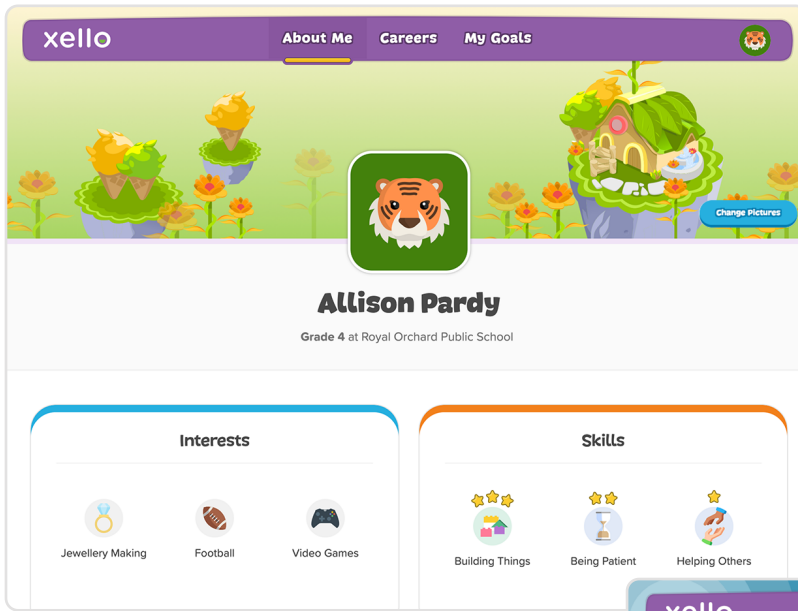 xello
About Me
Careers
My Goals
Change Pictures
Allison Pardy
Grade 4 at Royal Orchard Public School
Interests
Jewellery Making
Football
Video Games
Skills
Building Things
Being Patient
Helping Others
xello